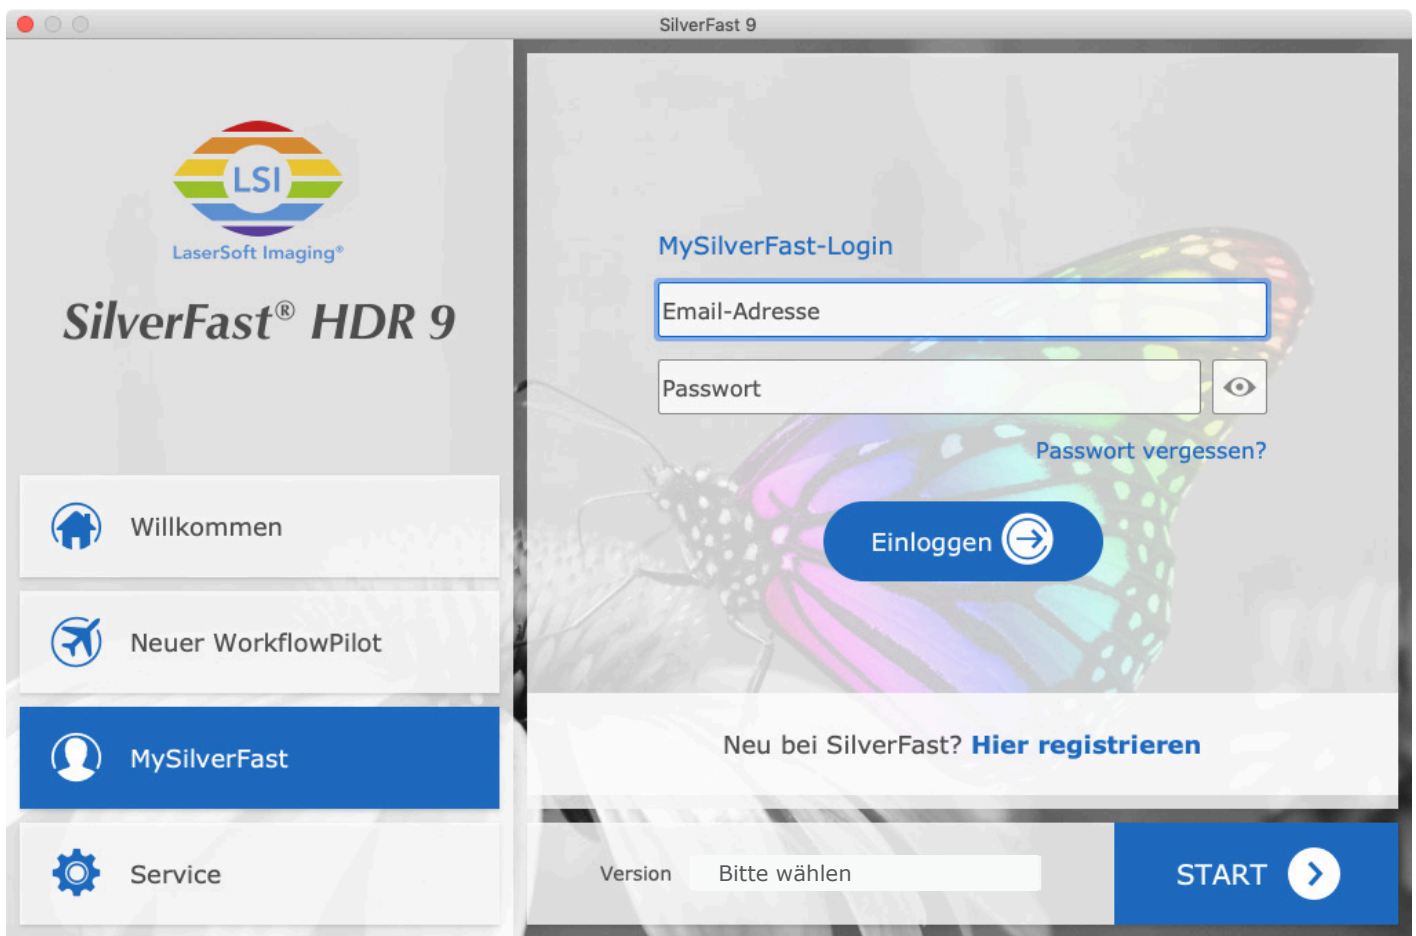 SilverFast 9
LSI
LaserSoft Imaging®
SilverFast® HDR 9
Willkommen
Neuer WorkflowPilot
MySilverFast
Service
MySilverFast-Login
Email-Adresse
Passwort
Passwort vergessen?
Einloggen
Neu bei SilverFast? Hier registrieren
Version Bitte wählen
START